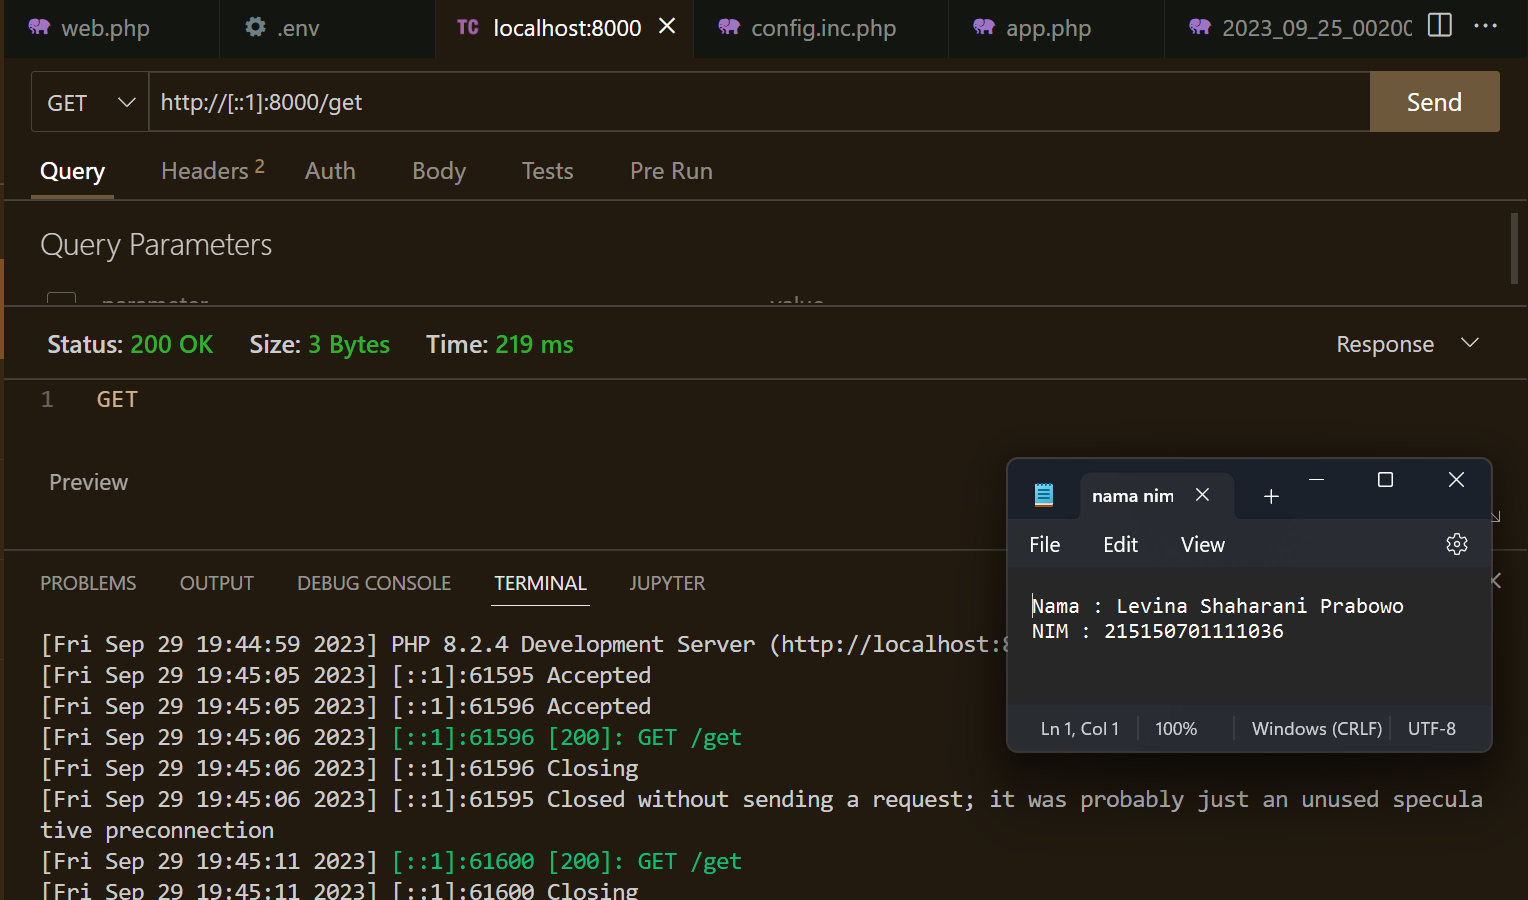 web.php
.env
TC localhost:8000
config.inc.php
app.php
2023_09_25_00200
GET
http://[::1]:8000/get
Send
Query
Headers 2
Auth
Body
Tests
Pre Run
Query Parameters
parameter
value
Status: 200 OK
Size: 3 Bytes
Time: 219 ms
Response
1 GET
Preview
nama nim
File Edit View
Nama : Levina Shaharani Prabowo
NIM : 215150701111036
Ln 1, Col 1
100%
Windows (CRLF)
UTF-8
PROBLEMS
OUTPUT
DEBUG CONSOLE
TERMINAL
JUPYTER
[Fri Sep 29 19:44:59 2023] PHP 8.2.4 Development Server (http://localhost:8
[Fri Sep 29 19:45:05 2023] [::1]:61595 Accepted
[Fri Sep 29 19:45:05 2023] [::1]:61596 Accepted
[Fri Sep 29 19:45:06 2023] [::1]:61596 [200]: GET /get
[Fri Sep 29 19:45:06 2023] [::1]:61596 Closing
[Fri Sep 29 19:45:06 2023] [::1]:61595 Closed without sending a request; it was probably just an unused specula
tive preconnection
[Fri Sep 29 19:45:11 2023] [::1]:61600 [200]: GET /get
[Fri Sep 29 19:45:11 2023] [::1]:61600 Closing